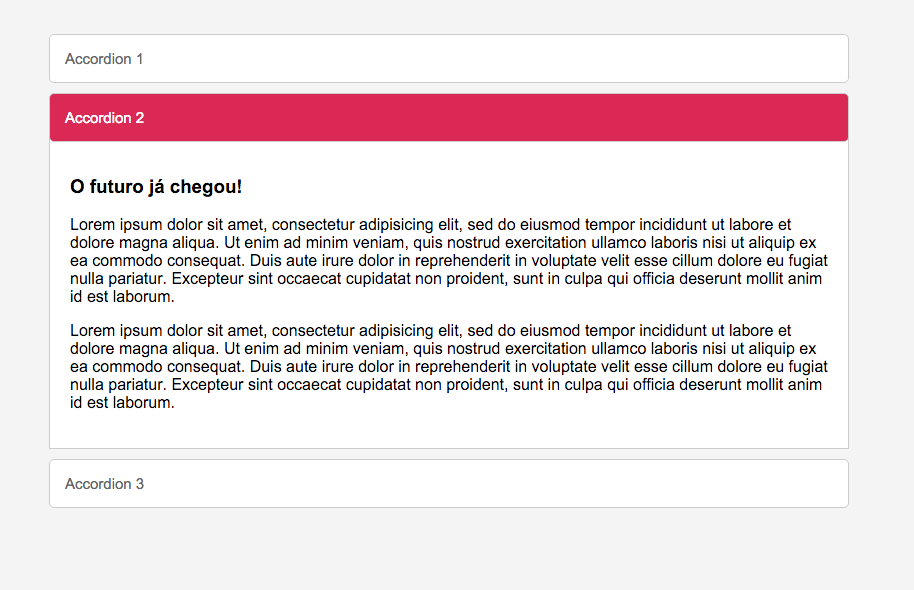 Accordion 1
Accordion 2
O futuro já chegou!
Lorem ipsum dolor sit amet, consectetur adipisicing elit, sed do eiusmod tempor incididunt ut labore et
dolore magna aliqua. Ut enim ad minim veniam, quis nostrud exercitation ullamco laboris nisi ut aliquip ex
ea commodo consequat. Duis aute irure dolor in reprehenderit in voluptate velit esse cillum dolore eu fugiat
nulla pariatur. Excepteur sint occaecat cupidatat non proident, sunt in culpa qui officia deserunt mollit anim
id est laborum.
Lorem ipsum dolor sit amet, consectetur adipisicing elit, sed do eiusmod tempor incididunt ut labore et
dolore magna aliqua. Ut enim ad minim veniam, quis nostrud exercitation ullamco laboris nisi ut aliquip ex
ea commodo consequat. Duis aute irure dolor in reprehenderit in voluptate velit esse cillum dolore eu fugiat
nulla pariatur. Excepteur sint occaecat cupidatat non proident, sunt in culpa qui officia deserunt mollit anim
id est laborum.
Accordion 3